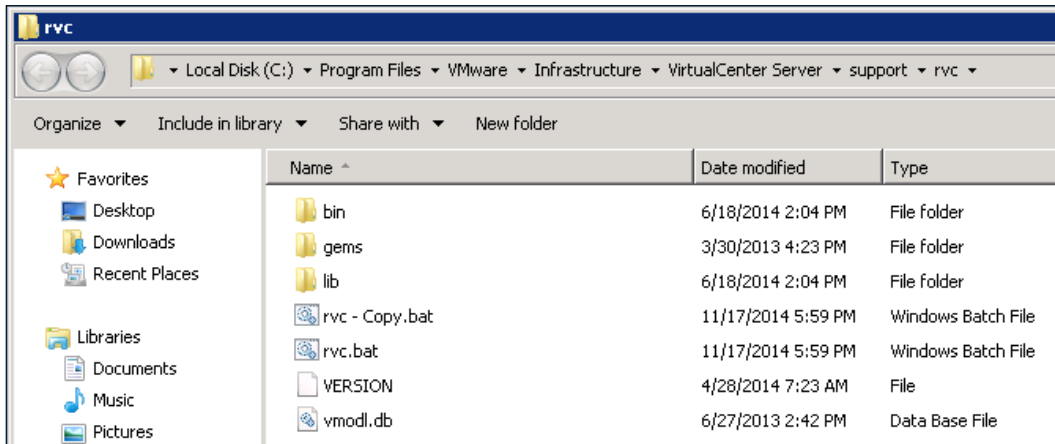 rvc
Local Disk (C:) Program Files VMware Infrastructure VirtualCenter Server support rvc
Organize Include in library Share with New folder
Favorites
Desktop
Downloads
Recent Places
Libraries
Documents
Music
Pictures
Name Date modified Type
bin 6/18/2014 2:04 PM File folder
gems 3/30/2013 4:23 PM File folder
lib 6/18/2014 2:04 PM File folder
rvc - Copy.bat 11/17/2014 5:59 PM Windows Batch File
rvc.bat 11/17/2014 5:59 PM Windows Batch File
VERSION 4/28/2014 7:23 AM File
vmodl.db 6/27/2013 2:42 PM Data Base File